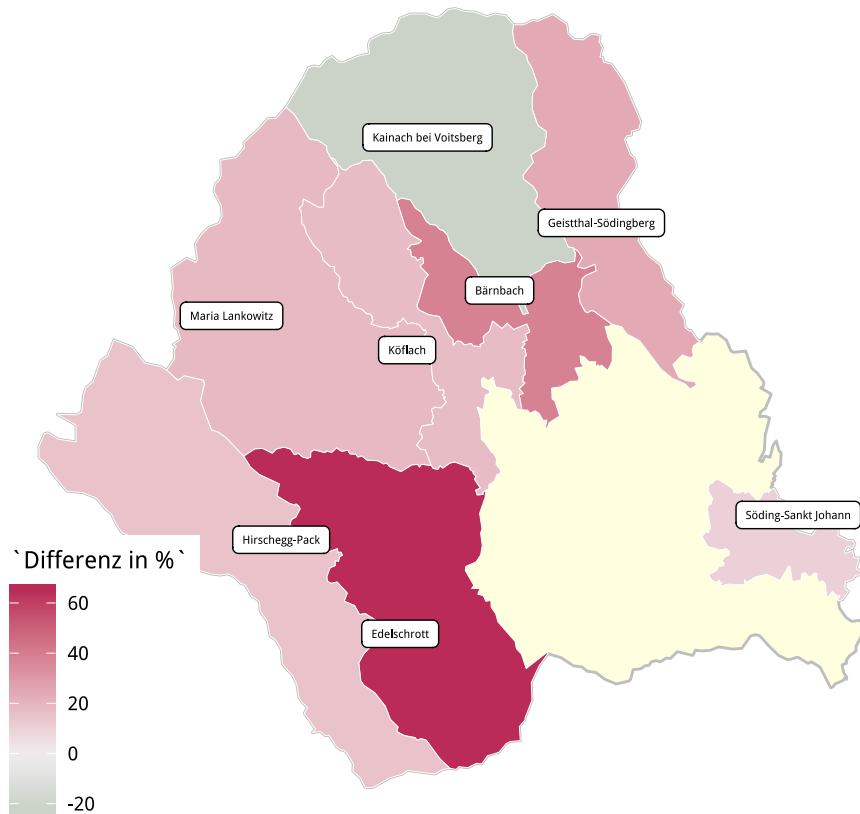 Kainach bei Voitsberg
Geistthal-Södingberg
Bärnbach
Maria Lankowitz
Köflach
Söding-Sankt Johann
Hirschegg-Pack
Edelschrott
`Differenz in %`
60
40
20
0
-20